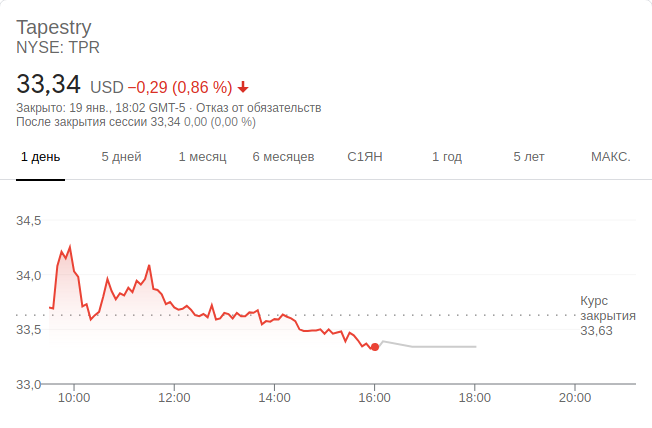 Tapestry
NYSE: TPR
33,34 USD −0,29 (0,86 %)
Закрыто: 19 янв., 18:02 GMT-5 · Отказ от обязательств
После закрытия сессии 33,34 0,00 (0,00 %)
1 день 5 дней 1 месяц 6 месяцев С1ЯН 1 год 5 лет МАКС.
34,5
34,0
33,5
33,0
Курс
закрытия
33,63
10:00 12:00 14:00 16:00 18:00 20:00